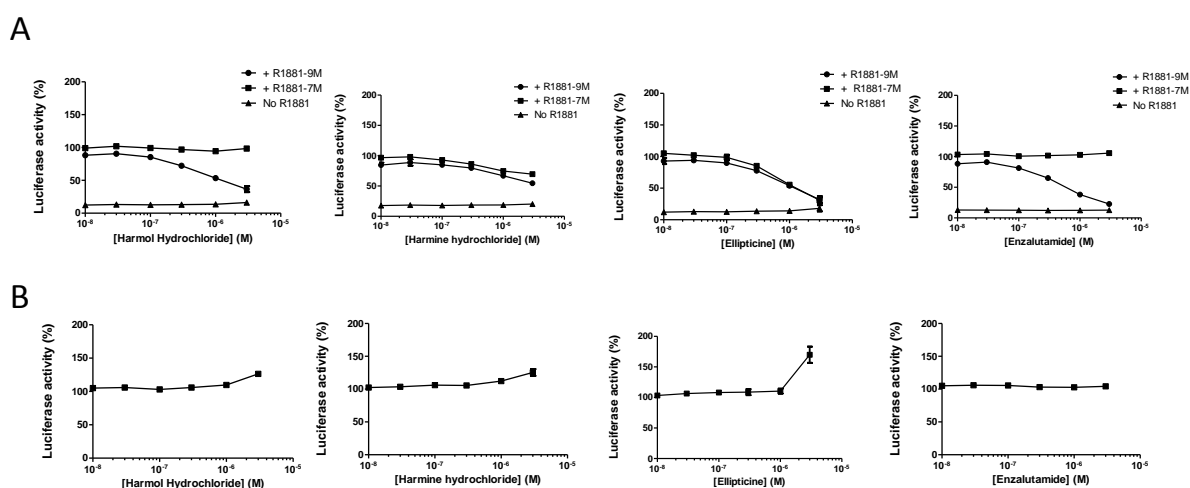 A
+ R1881-9M
+ R1881-7M
No R1881
200
150
100
50
0
Luciferase activity (%)
10-8
10-7
10-6
10-5
[Harmol Hydrochloride] (M)
+ R1881-9M
+ R1881-7M
No R1881
200
150
100
50
0
Luciferase activity (%)
10-8
10-7
10-6
10-5
[Harmine hydrochloride] (M)
+ R1881-9M
+ R1881-7M
No R1881
200
150
100
50
0
Luciferase activity (%)
10-8
10-7
10-6
10-5
[Ellipticine] (M)
+ R1881-9M
+ R1881-7M
No R1881
200
150
100
50
0
Luciferase activity (%)
10-8
10-7
10-6
10-5
[Enzalutamide] (M)
B
200
150
100
50
0
Luciferase activity (%)
10-8
10-7
10-6
10-5
[Harmol Hydrochloride] (M)
200
150
100
50
0
Luciferase activity (%)
10-8
10-7
10-6
10-5
[Harmine hydrochloride] (M)
200
150
100
50
0
Luciferase activity (%)
10-8
10-7
10-6
10-5
[Ellipticine] (M)
200
150
100
50
0
Luciferase activity (%)
10-8
10-7
10-6
10-5
[Enzalutamide] (M)